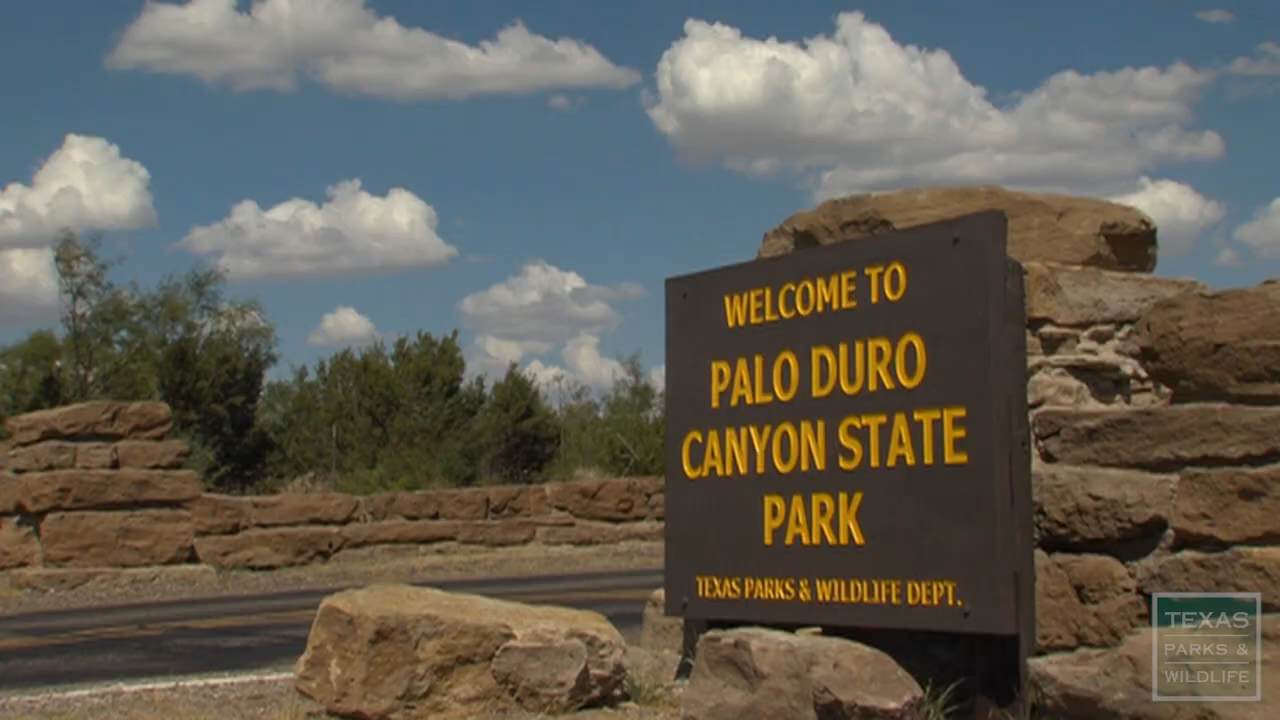 WELCOME TO
PALO DURO
CANYON STATE
PARK
TEXAS PARKS & WILDLIFE DEPT.
TEXAS
PARKS &
WILDLIFE